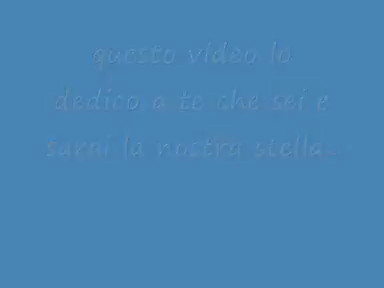 questo video lo
dedico a te che sei e
sarai la nostra stella..